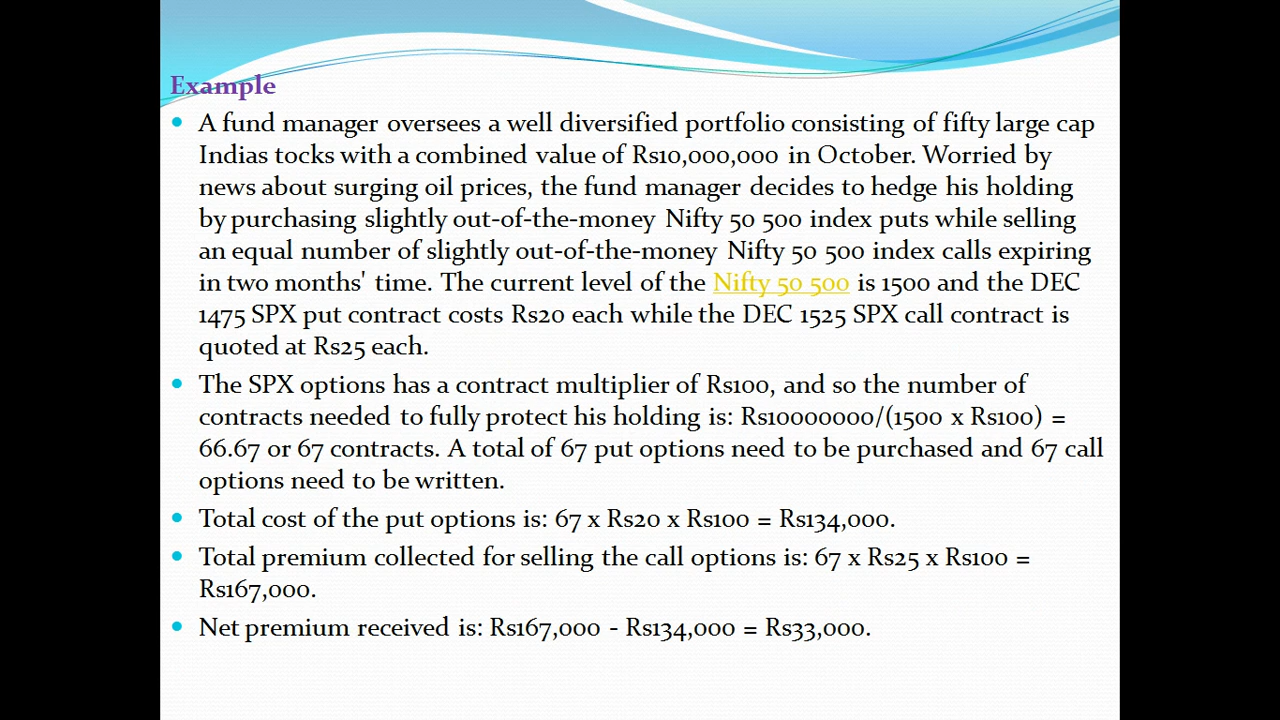 Example
A fund manager oversees a well diversified portfolio consisting of fifty large cap
Indias tocks with a combined value of Rs10,000,000 in October. Worried by
news about surging oil prices, the fund manager decides to hedge his holding
by purchasing slightly out-of-the-money Nifty 50 500 index puts while selling
an equal number of slightly out-of-the-money Nifty 50 500 index calls expiring
in two months' time. The current level of the Nifty 50 500 is 1500 and the DEC
1475 SPX put contract costs Rs20 each while the DEC 1525 SPX call contract is
quoted at Rs25 each.
The SPX options has a contract multiplier of Rs100, and so the number of
contracts needed to fully protect his holding is: Rs10000000/(1500 x Rs100) =
66.67 or 67 contracts. A total of 67 put options need to be purchased and 67 call
options need to be written.
Total cost of the put options is: 67 x Rs20 x Rs100 = Rs134,000.
Total premium collected for selling the call options is: 67 x Rs25 x Rs100 =
Rs167,000.
Net premium received is: Rs167,000 - Rs134,000 = Rs33,000.